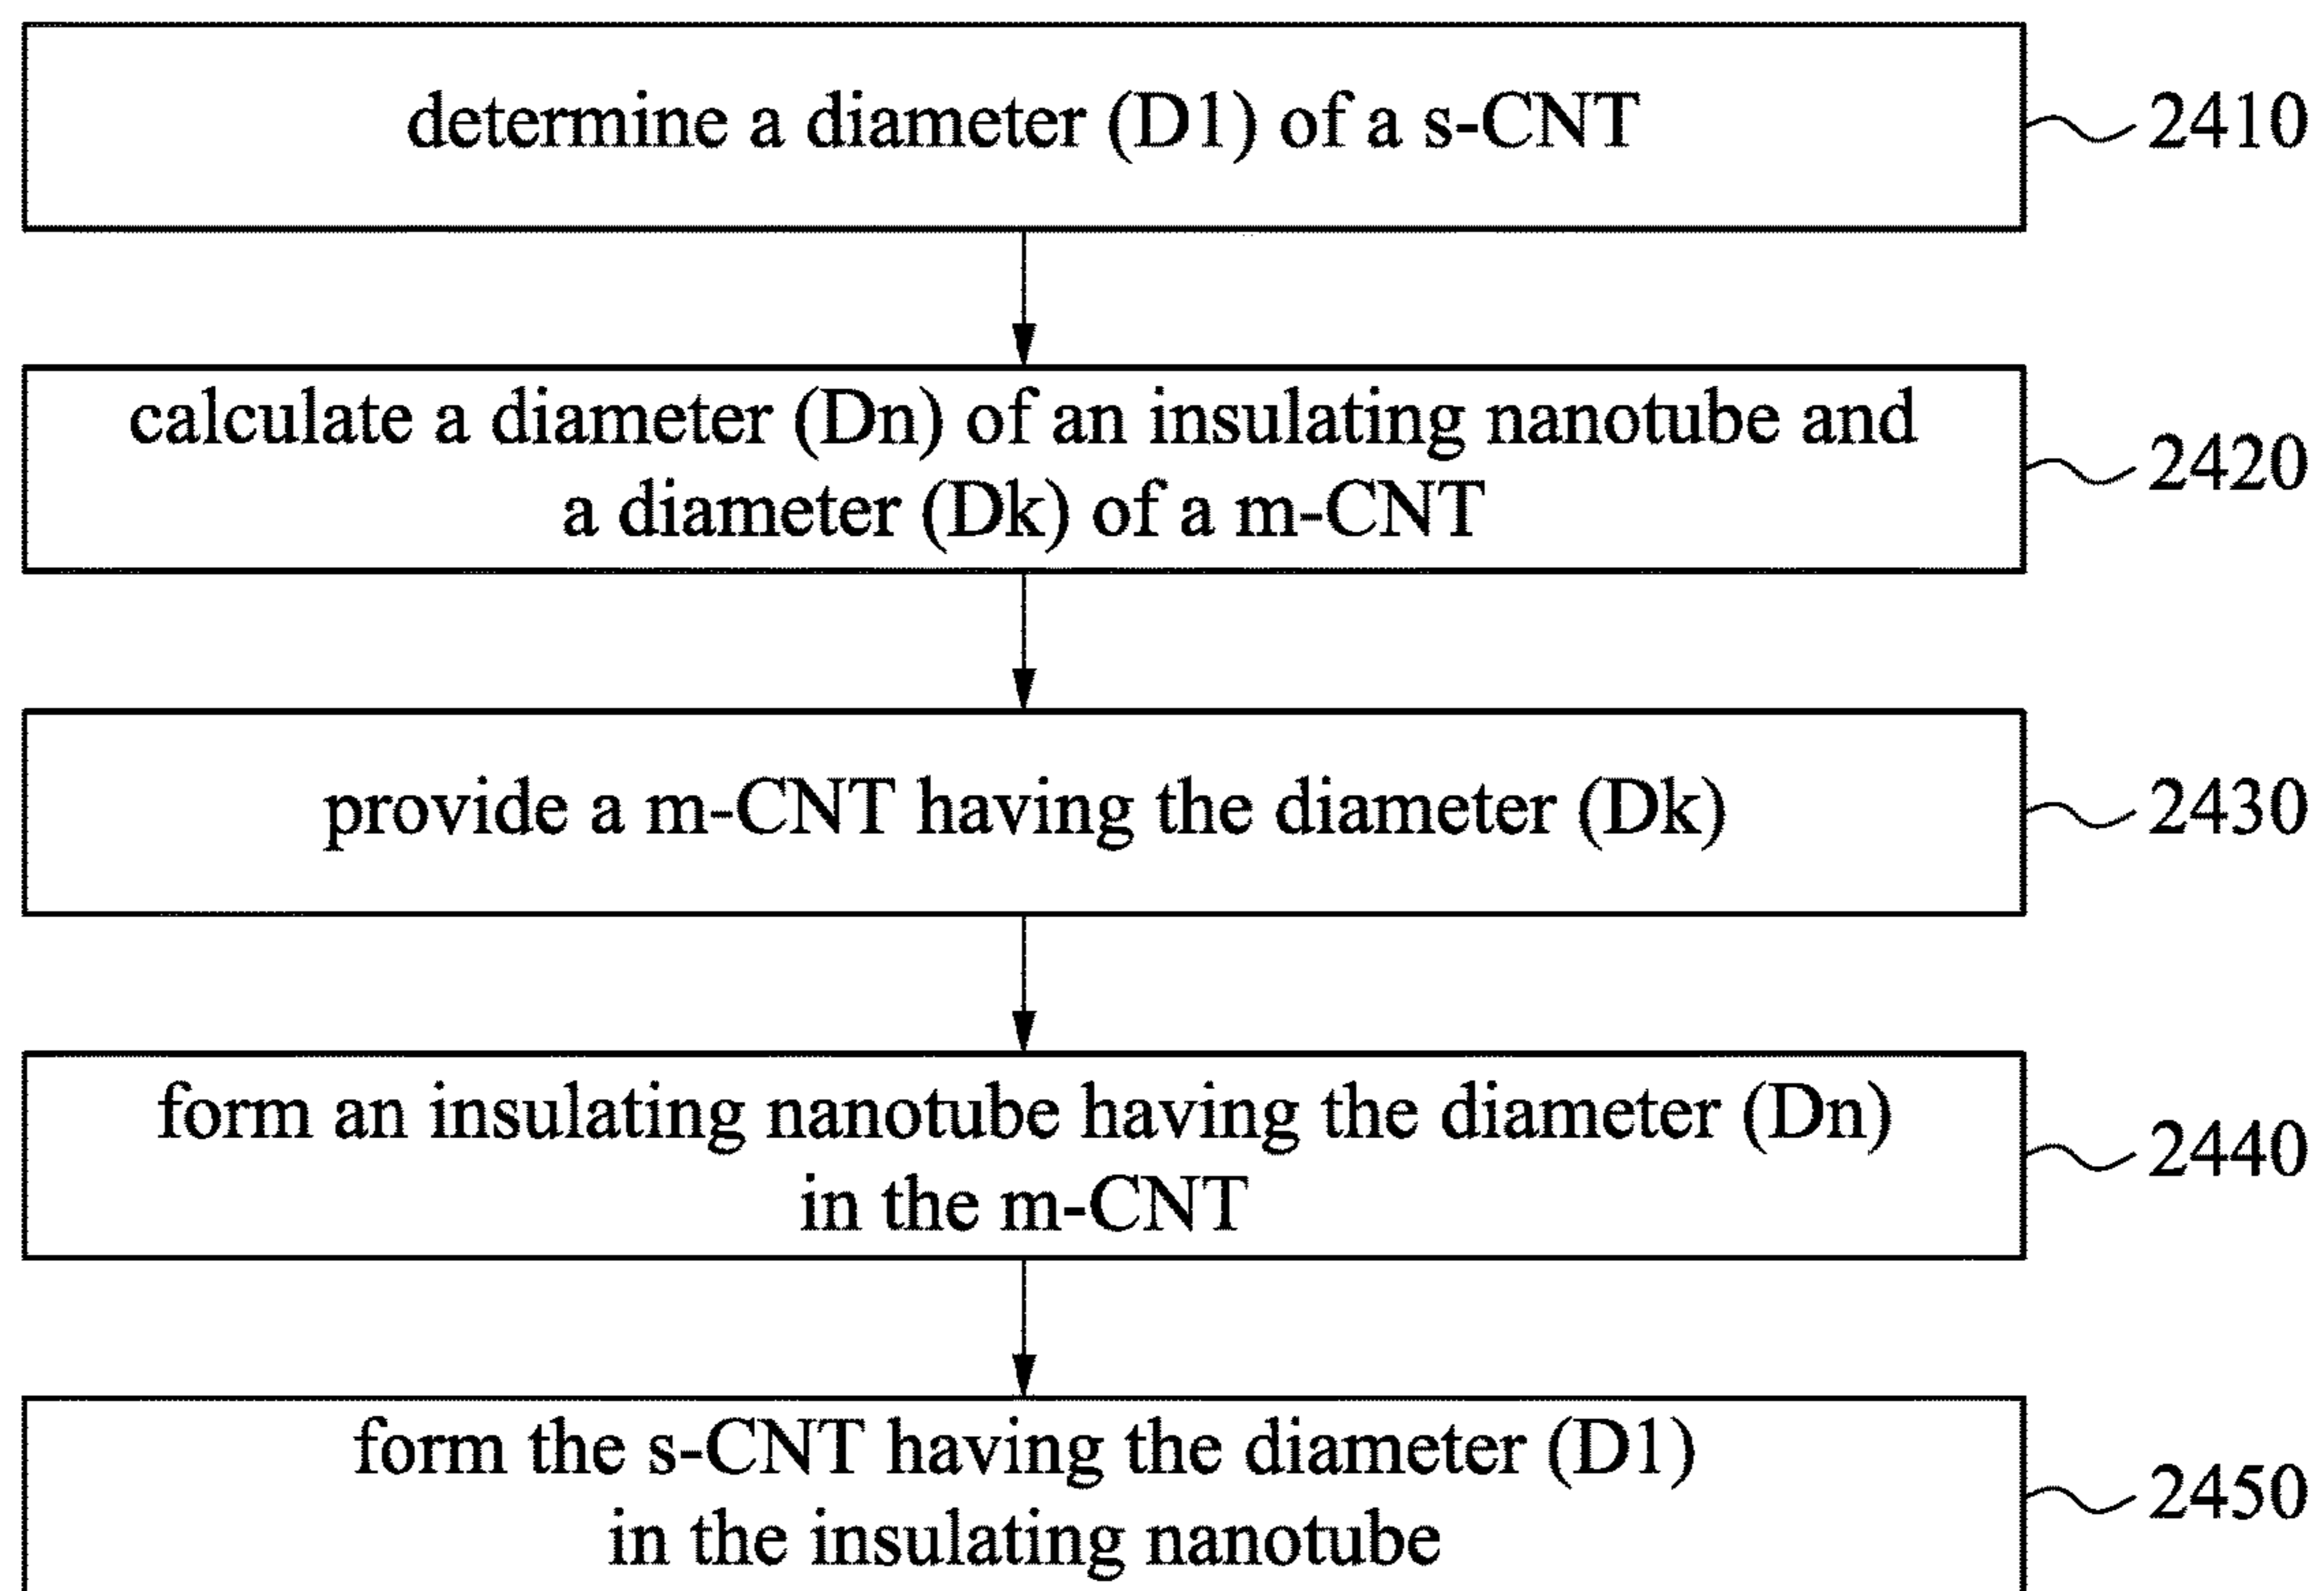 determine a diameter (D1) of a s-CNT
2410
calculate a diameter (Dn) of an insulating nanotube and
a diameter (Dk) of a m-CNT
2420
provide a m-CNT having the diameter (Dk)
2430
form an insulating nanotube having the diameter (Dn)
in the m-CNT
2440
form the s-CNT having the diameter (D1)
in the insulating nanotube
2450